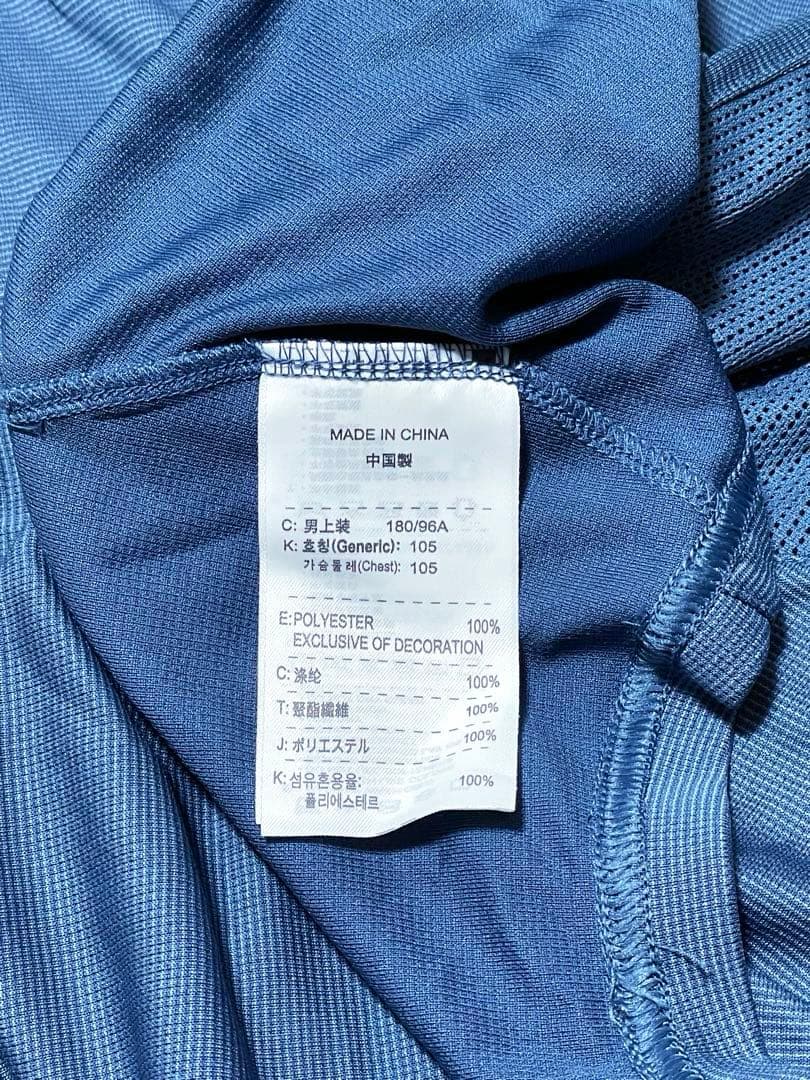 MADE IN CHINA
中国製
C: 男上装 180/96A
K: 호칭(Generic): 105
가슴둘레(Chest): 105
E:POLYESTER 100%
EXCLUSIVE OF DECORATION
C: 涤纶 100%
T: 聚酯纖維 100%
J: ポリエステル 100%
K: 섬유혼용율: 100%
폴리에스테르